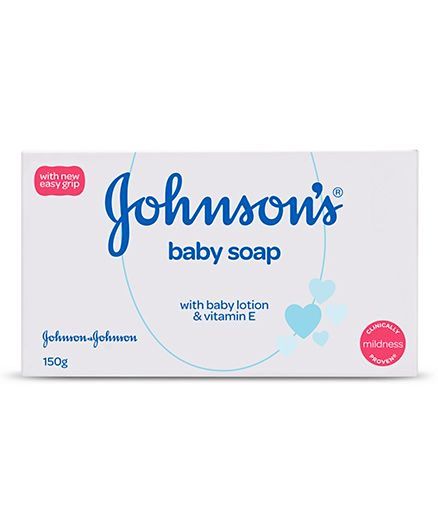 with new
easy grip
Johnson's®
baby soap
with baby lotion
& vitamin E
Johnson & Johnson
150g
CLINICALLY
mildness
PROVEN®